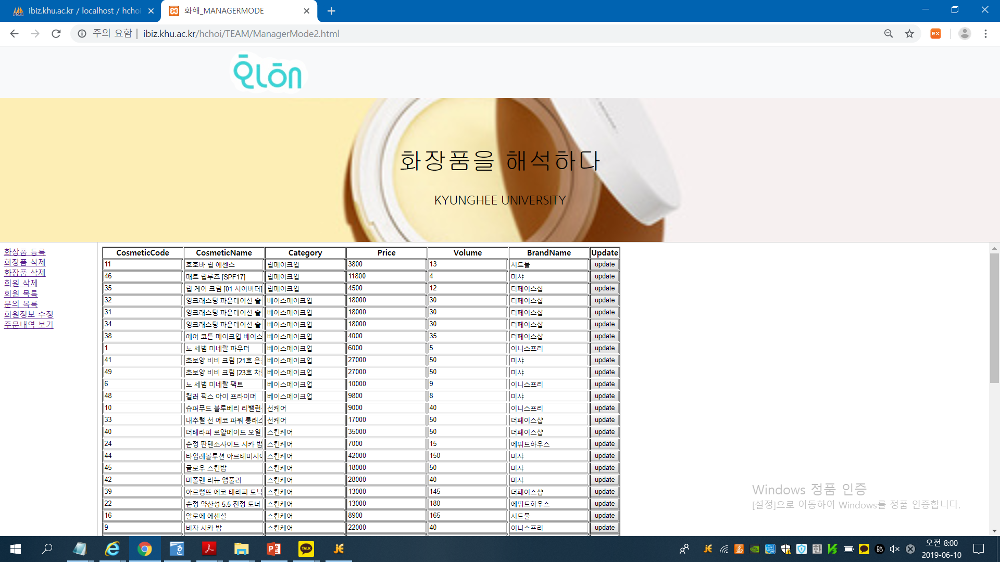 ibiz.khu.ac.kr / localhost / hchoi
화해_MANAGERMODE
주의 요함 | ibiz.khu.ac.kr/hchoi/TEAM/ManagerMode2.html
EX
화장품을 해석하다
KYUNGHEE UNIVERSITY
화장품 등록
화장품 삭제
화장품 삭제
회원 삭제
회원 목록
문의 목록
회원정보 수정
주문내역 보기
CosmeticCode CosmeticName Category Price Volume BrandName Update
11 호호바 립 에센스 립메이크업 3800 13 시드물 update
46 매트 립루즈 [SPF17] 립메이크업 11800 4 미샤 update
35 립 케어 크림 [01 시어버터] 립메이크업 4500 12 더페이스샵 update
32 잉크래스팅 파운데이션 슬 베이스메이크업 18000 30 더페이스샵 update
31 잉크래스팅 파운데이션 슬 베이스메이크업 18000 30 더페이스샵 update
34 잉크래스팅 파운데이션 슬 베이스메이크업 18000 30 더페이스샵 update
38 에어 코튼 메이크업 베이스 베이스메이크업 4000 35 더페이스샵 update
1 노 세범 미네랄 파우더 베이스메이크업 6000 5 이니스프리 update
41 초보양 비비 크림 [21호 은 베이스메이크업 27000 50 미샤 update
49 초보양 비비 크림 [23호 차 베이스메이크업 27000 50 미샤 update
6 노 세범 미네랄 팩트 베이스메이크업 10000 9 이니스프리 update
48 컬러 픽스 아이 프라이머 베이스메이크업 9800 8 미샤 update
10 슈퍼푸드 블루베리 리밸런 선케어 9000 40 이니스프리 update
33 내추럴 선 에코 파워 롱래스 선케어 17000 50 더페이스샵 update
40 더테라피 로얄메이드 오일 스킨케어 35000 50 더페이스샵 update
24 순정 판텐소사이드 시카 밤 스킨케어 7000 15 에뛰드하우스 update
44 타임레볼루션 아르테미시 스킨케어 42000 150 미샤 update
45 글로우 스킨밤 스킨케어 18000 50 미샤 update
42 미폴렌 리뉴 앰풀러 스킨케어 28000 40 미샤 update
39 아르쌩뜨 에코 테라피 토닉 스킨케어 13000 145 더페이스샵 update
22 순정 약산성 5.5 진정 토너 스킨케어 13000 180 에뛰드하우스 update
16 알로에 에센셜 스킨케어 8900 165 시드물 update
9 비자 시카 밤 스킨케어 22000 40 이니스프리 update
Windows 정품 인증
[설정]으로 이동하여 Windows를 정품 인증합니다.
TALK
오전 8:00
2019-06-10